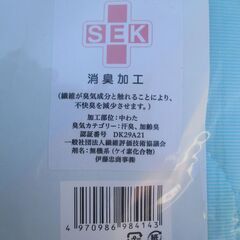 SEK
消臭加工
(繊維が臭気成分と触れることにより、
不快臭を減少させます。)
加工部位:中わた
臭気カテゴリー:汗臭、加齢臭
認証番号 DK29A21
一般社団法人繊維評価技術協議会
剤名:無機系(ケイ素化合物)
伊藤忠商事㈱
4 970986 984143
紙